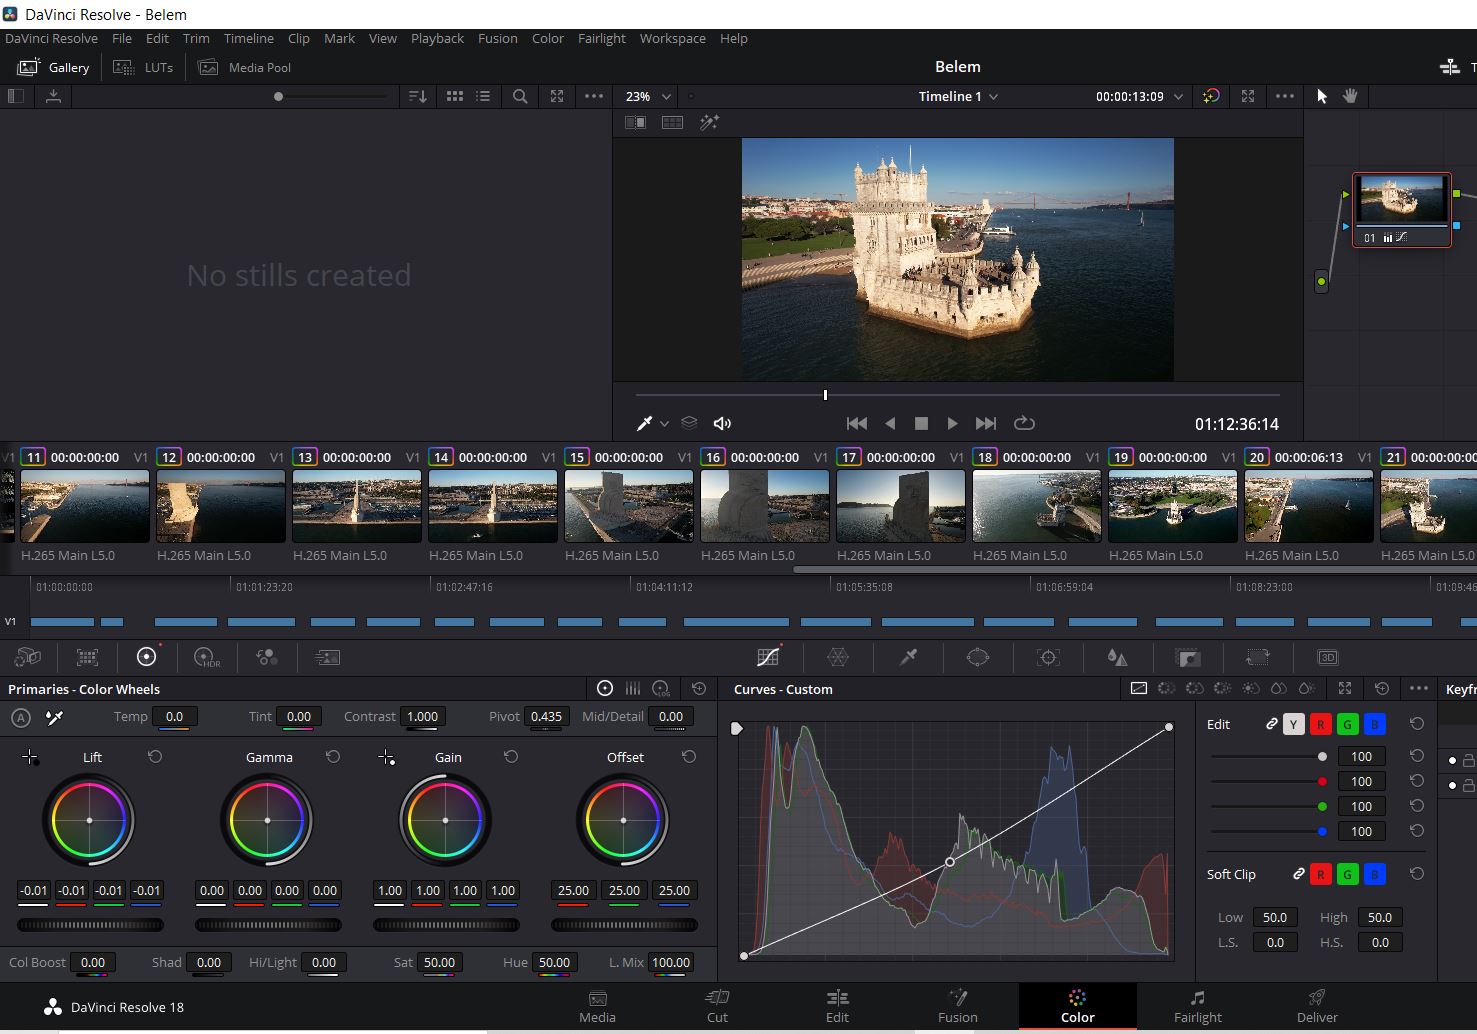 DaVinci Resolve - Belem
DaVinci Resolve File Edit Trim Timeline Clip Mark View Playback Fusion Color Fairlight Workspace Help
Gallery LUTs Media Pool Belem
23% Timeline 1 00:00:13:09
No stills created
01
01:12:36:14
V1 11 00:00:00:00 V1 12 00:00:00:00 V1 13 00:00:00:00 V1 14 00:00:00:00 V1 15 00:00:00:00 V1 16 00:00:00:00 V1 17 00:00:00:00 V1 18 00:00:00:00 V1 19 00:00:00:00 V1 20 00:00:06:13 V1 21 00:00:00:0
H.265 Main L5.0 H.265 Main L5.0 H.265 Main L5.0 H.265 Main L5.0 H.265 Main L5.0 H.265 Main L5.0 H.265 Main L5.0 H.265 Main L5.0 H.265 Main L5.0 H.265 Main L5.0 H.265 Main L5.0
01:00:00:00 01:01:23:20 01:02:47:16 01:04:11:12 01:05:35:08 01:06:59:04 01:08:23:00 01:09:46
V1
HDR 3D
Primaries - Color Wheels LOG Curves - Custom Keyfr
A Temp 0.0 Tint 0.00 Contrast 1.000 Pivot 0.435 Mid/Detail 0.00
Edit Y R G B
Lift Gamma Gain Offset
100
100
100
100
-0.01 -0.01 -0.01 -0.01 0.00 0.00 0.00 0.00 1.00 1.00 1.00 1.00 25.00 25.00 25.00
Soft Clip R G B
Low 50.0 High 50.0
L.S. 0.0 H.S. 0.0
Col Boost 0.00 Shad 0.00 Hi/Light 0.00 Sat 50.00 Hue 50.00 L. Mix 100.00
DaVinci Resolve 18
Media Cut Edit Fusion Color Fairlight Deliver